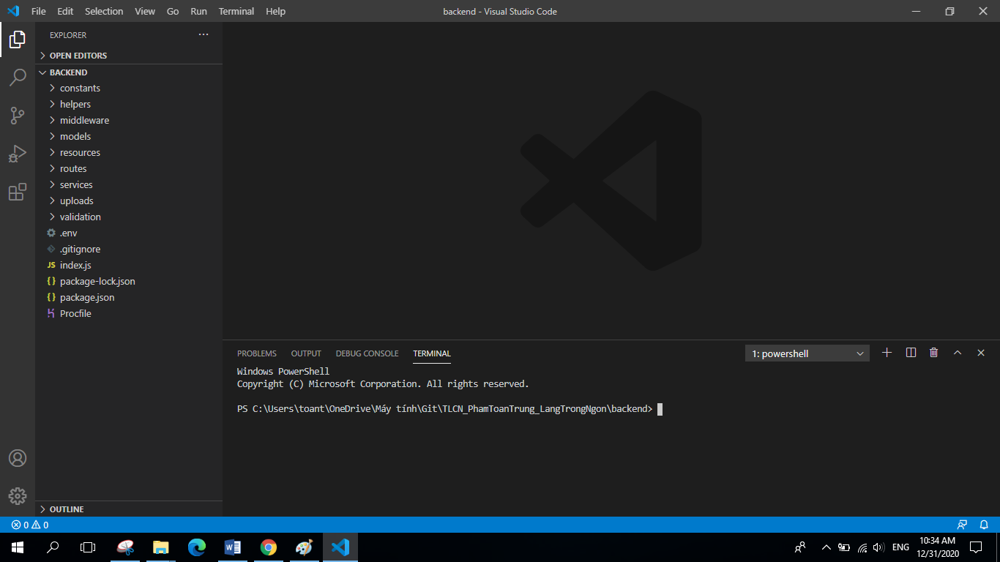 File Edit Selection View Go Run Terminal Help
backend - Visual Studio Code
EXPLORER
OPEN EDITORS
BACKEND
constants
helpers
middleware
models
resources
routes
services
uploads
validation
.env
.gitignore
JS index.js
{} package-lock.json
{} package.json
Procfile
OUTLINE
PROBLEMS OUTPUT DEBUG CONSOLE TERMINAL
1: powershell
Windows PowerShell
Copyright (C) Microsoft Corporation. All rights reserved.
PS C:\Users\toant\OneDrive\Máy tính\Git\TLCN_PhamToanTrung_LangTrongNgon\backend>
0 0
ENG
10:34 AM
12/31/2020